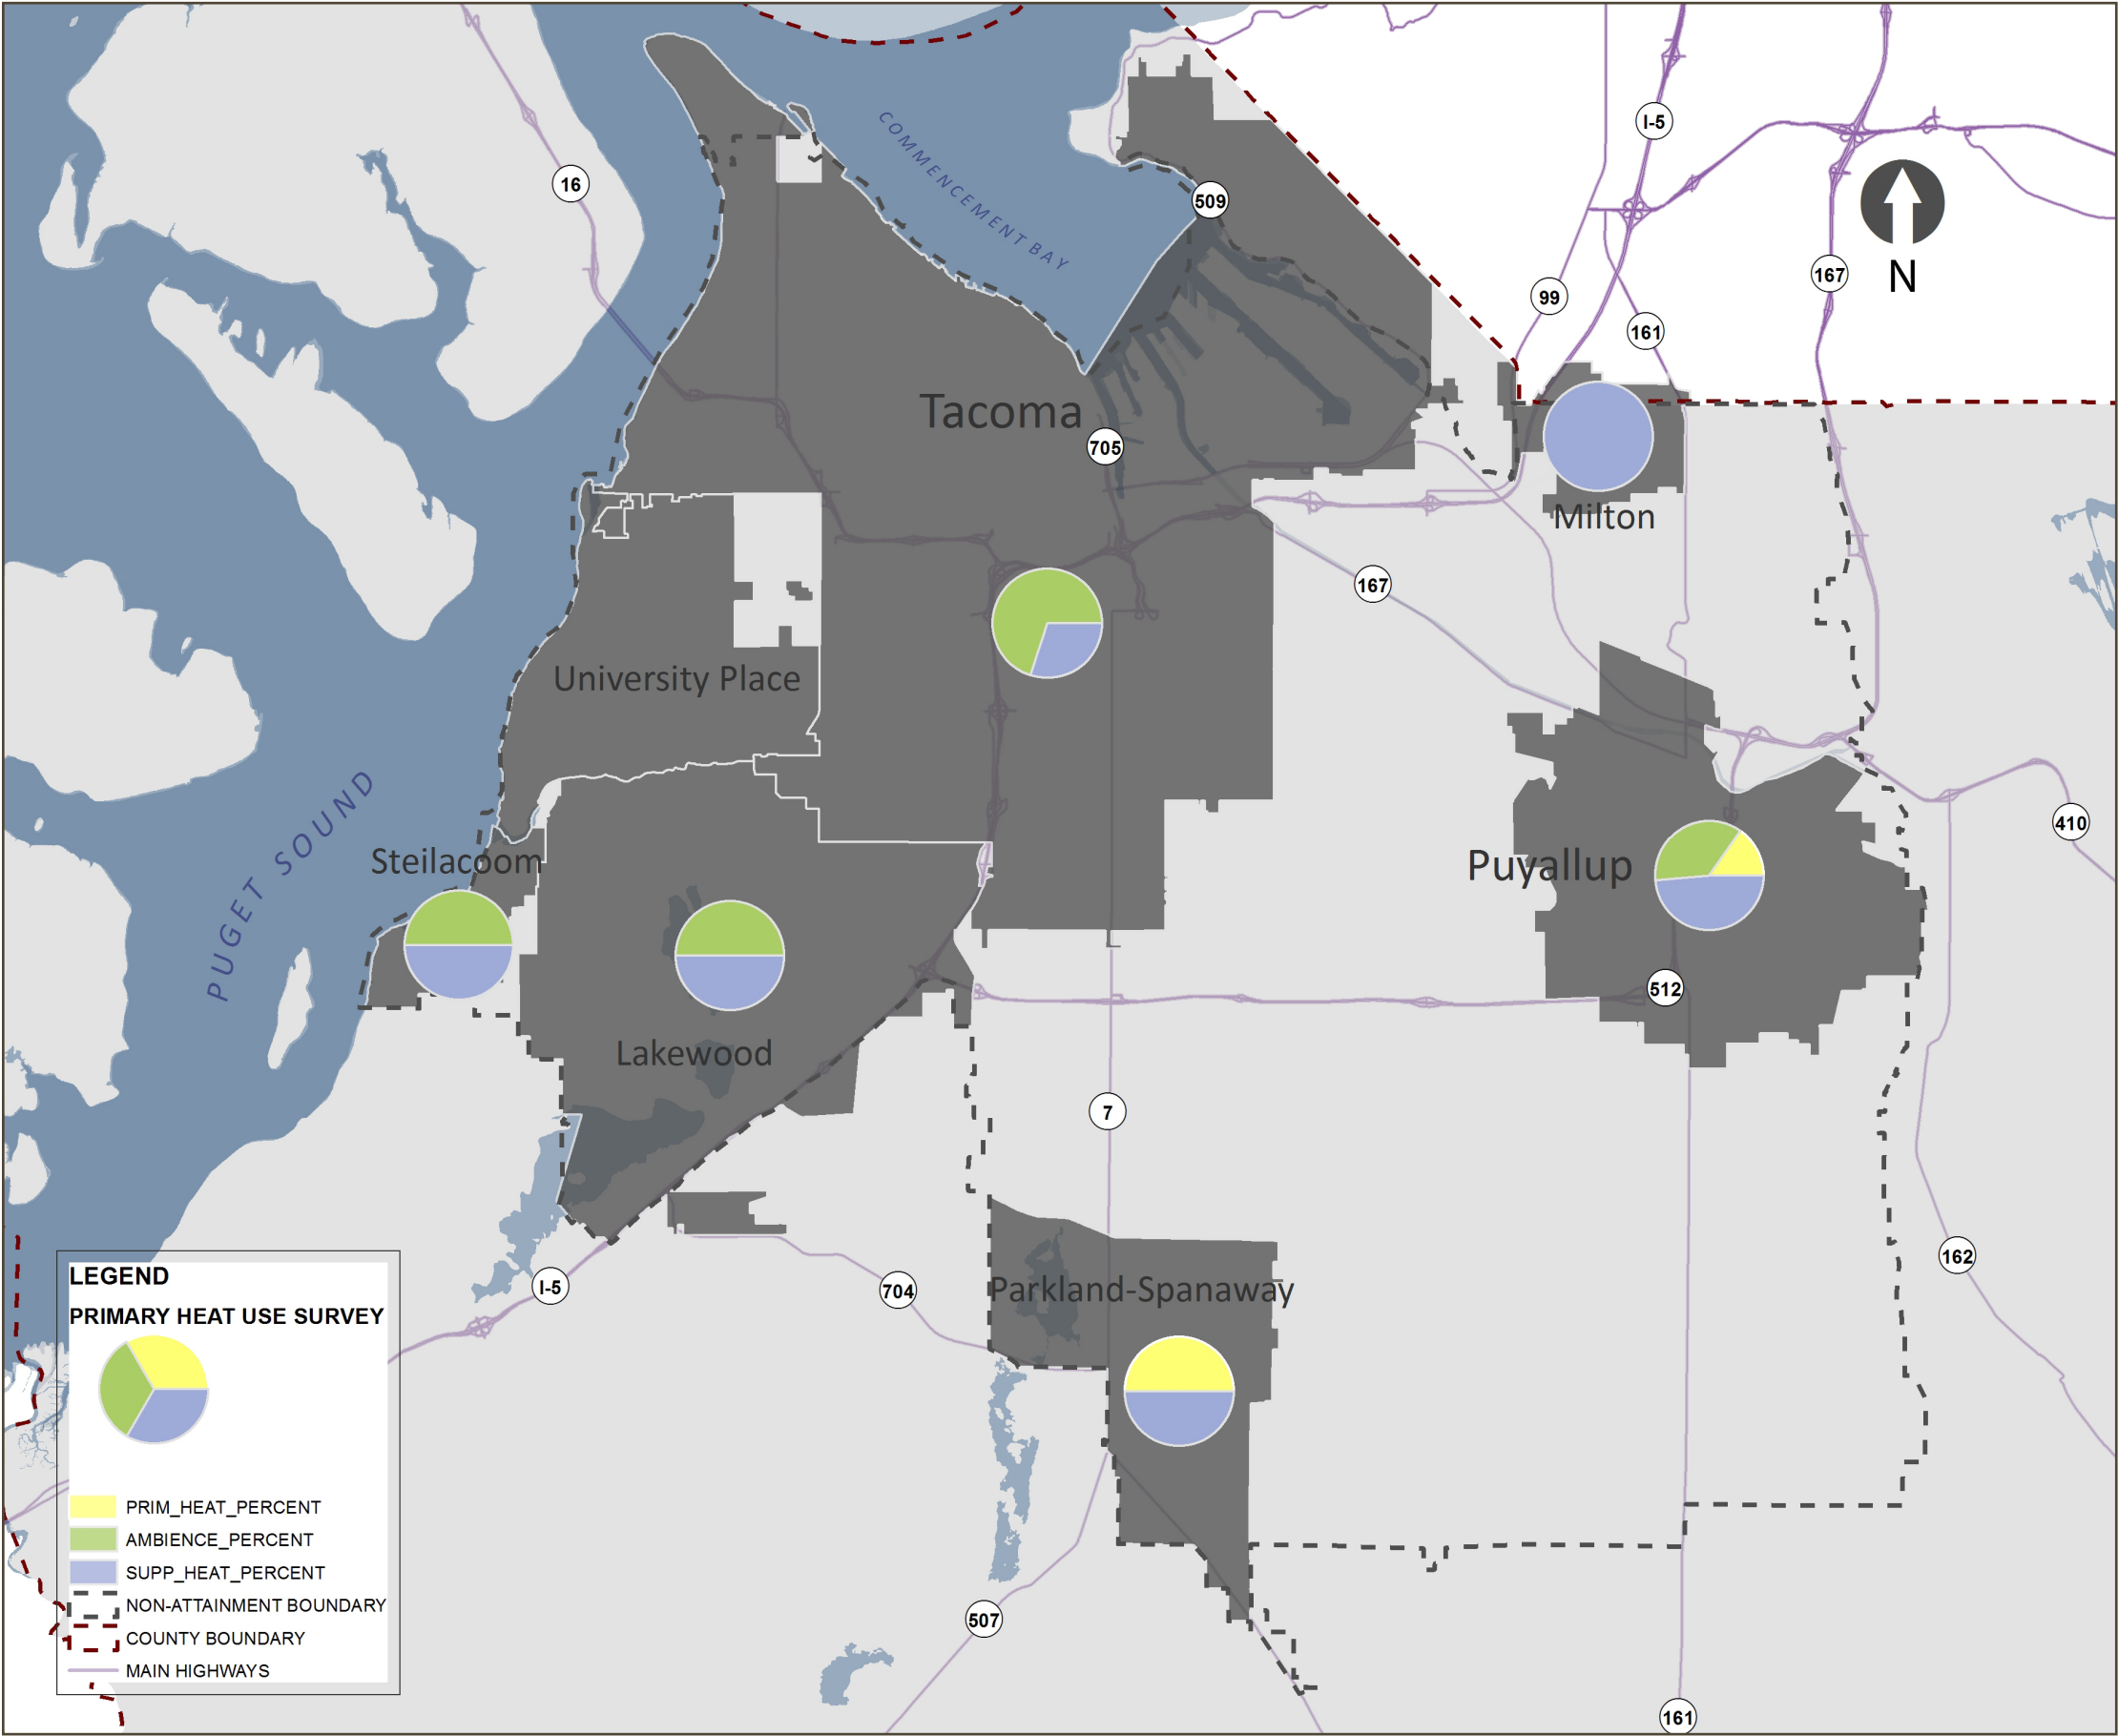 I-5
16
COMMENCEMENT BAY
509
167
N
99
161
Tacoma
705
Milton
167
University Place
PUGET SOUND
410
Steilacoom
Puyallup
512
Lakewood
7
162
I-5
704
Parkland-Spanaway
507
161
LEGEND
PRIMARY HEAT USE SURVEY
PRIM_HEAT_PERCENT
AMBIENCE_PERCENT
SUPP_HEAT_PERCENT
NON-ATTAINMENT BOUNDARY
COUNTY BOUNDARY
MAIN HIGHWAYS